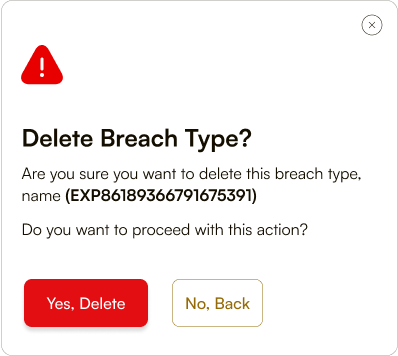 Delete Breach Type?
Are you sure you want to delete this breach type,
name (EXP86189366791675391)
Do you want to proceed with this action?
Yes, Delete
No, Back